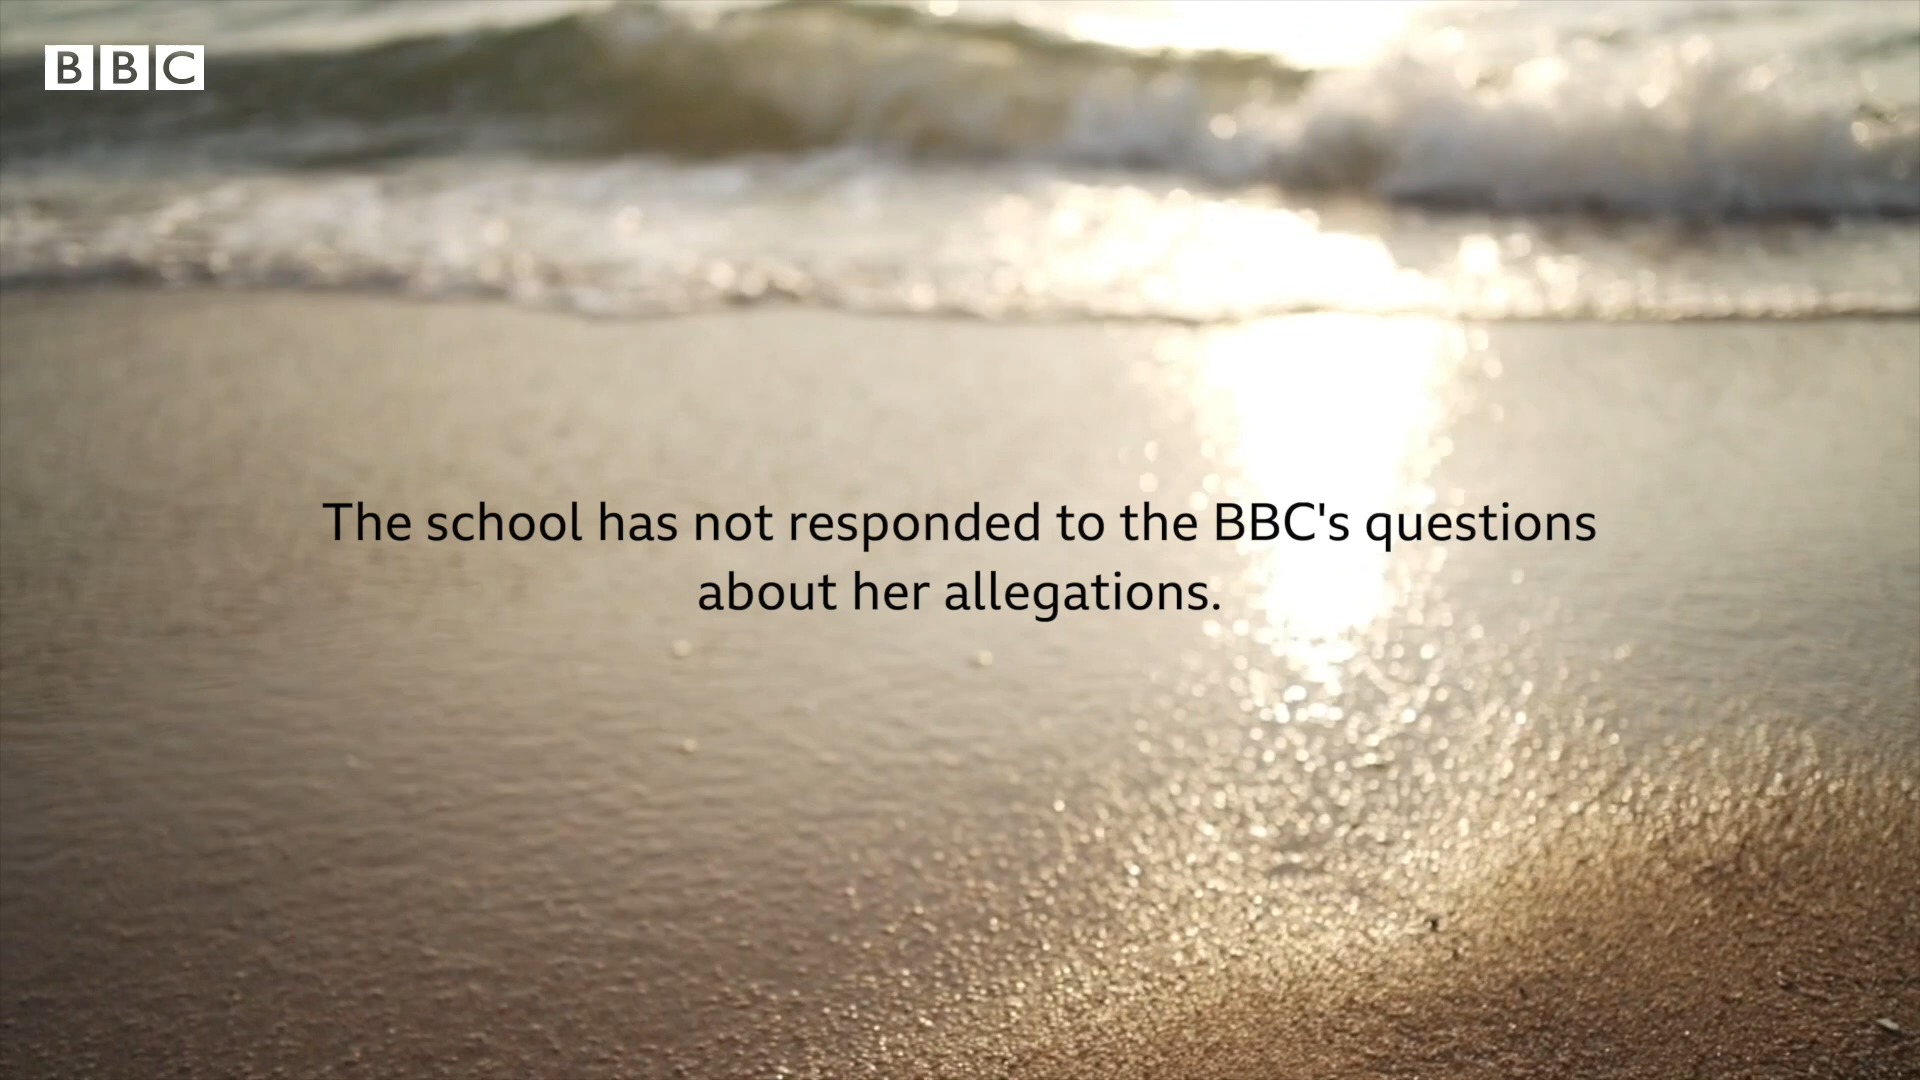 BBC
The school has not responded to the BBC's questions
about her allegations.